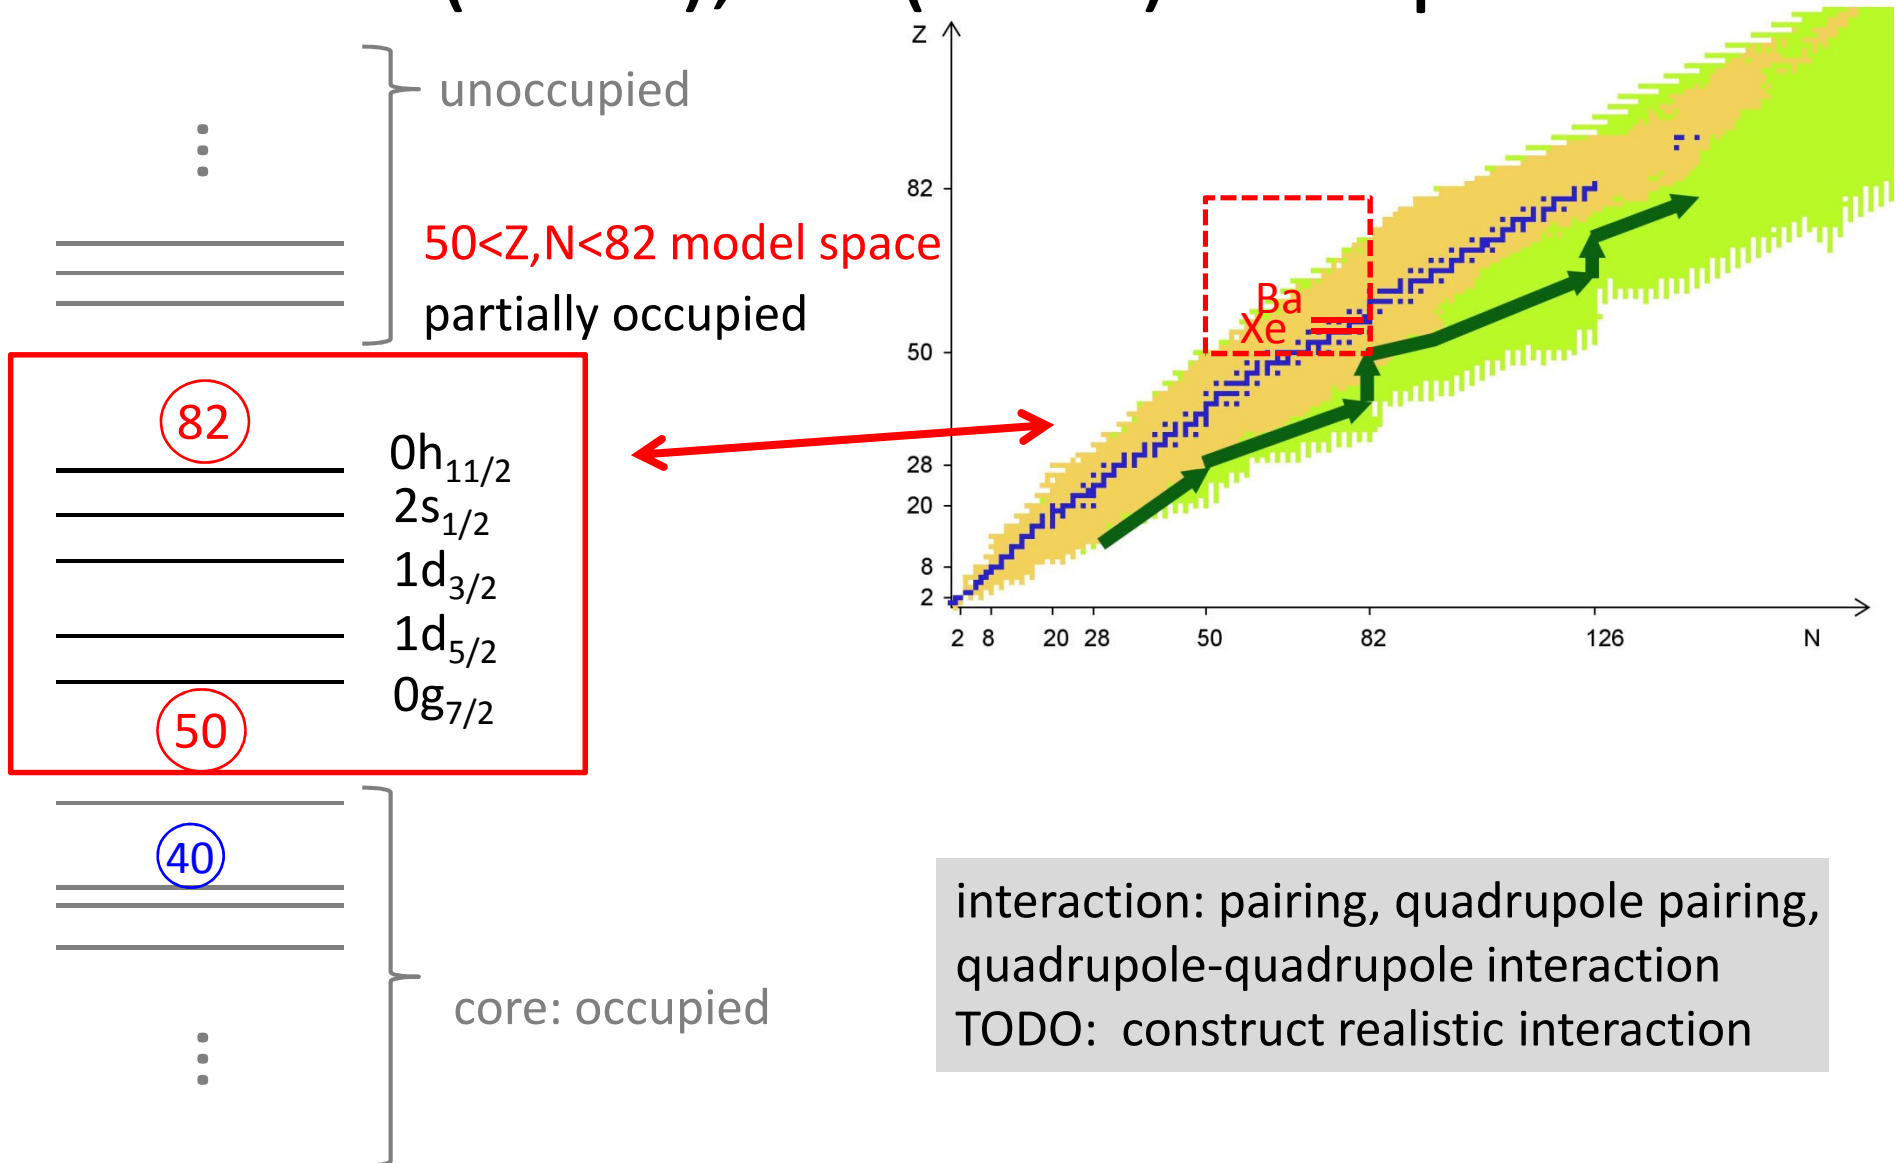 unoccupied
50<Z,N<82 model space
partially occupied
82
0h11/2
2s1/2
1d3/2
1d5/2
0g7/2
50
40
core: occupied
Z
82
50
28
20
8
2
2 8 20 28 50 82 126 N
Ba
Xe
interaction: pairing, quadrupole pairing,
quadrupole-quadrupole interaction
TODO: construct realistic interaction